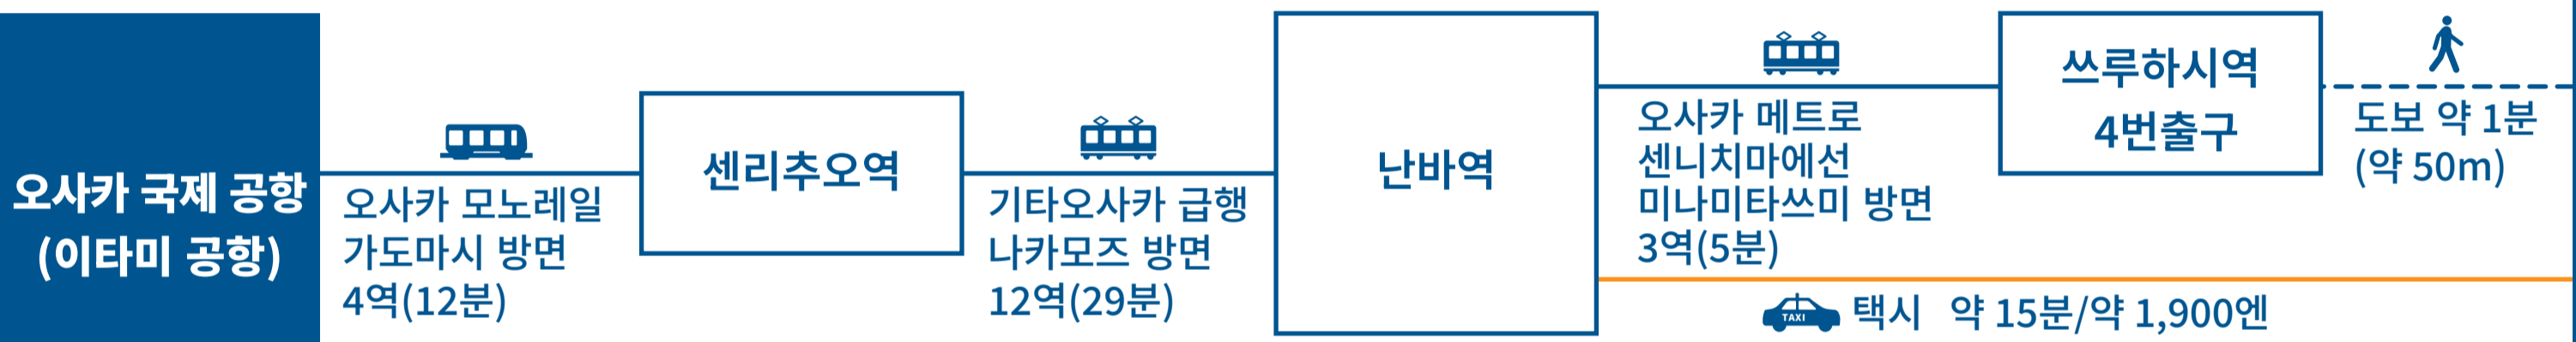 오사카 국제 공항
(이타미 공항)
오사카 모노레일
가도마시 방면
4역(12분)
센리추오역
기타오사카 급행
나카모즈 방면
12역(29분)
난바역
오사카 메트로
센니치마에선
미나미타쓰미 방면
3역(5분)
쓰루하시역
4번출구
도보 약 1분
(약 50m)
TAXI
택시 약 15분/약 1,900엔